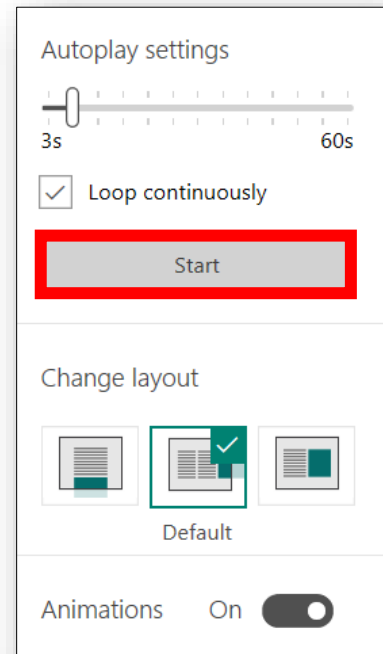 Autoplay settings
3s 60s
Loop continuously
Start
Change layout
Default
Animations On